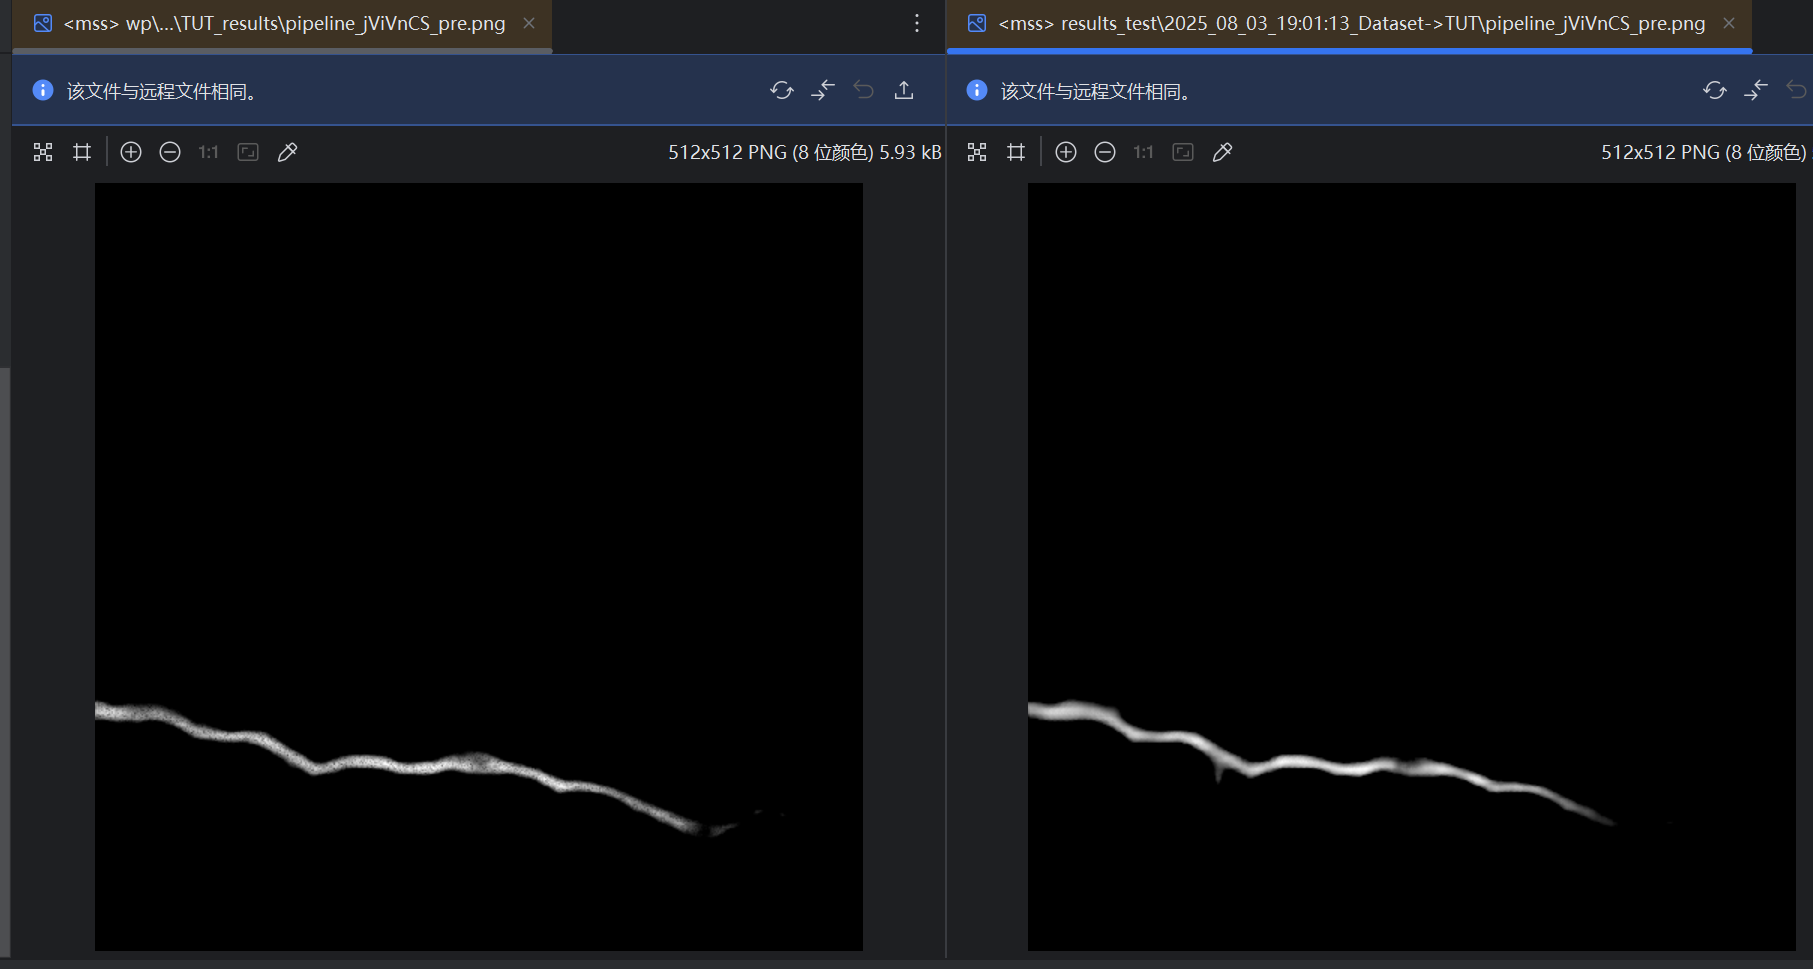 <mss> wp\...\TUT_results\pipeline_jViVnCS_pre.png
<mss> results_test\2025_08_03_19:01:13_Dataset->TUT\pipeline_jViVnCS_pre.png
该文件与远程文件相同。
该文件与远程文件相同。
1:1
512x512 PNG (8 位颜色) 5.93 kB
1:1
512x512 PNG (8 位颜色)